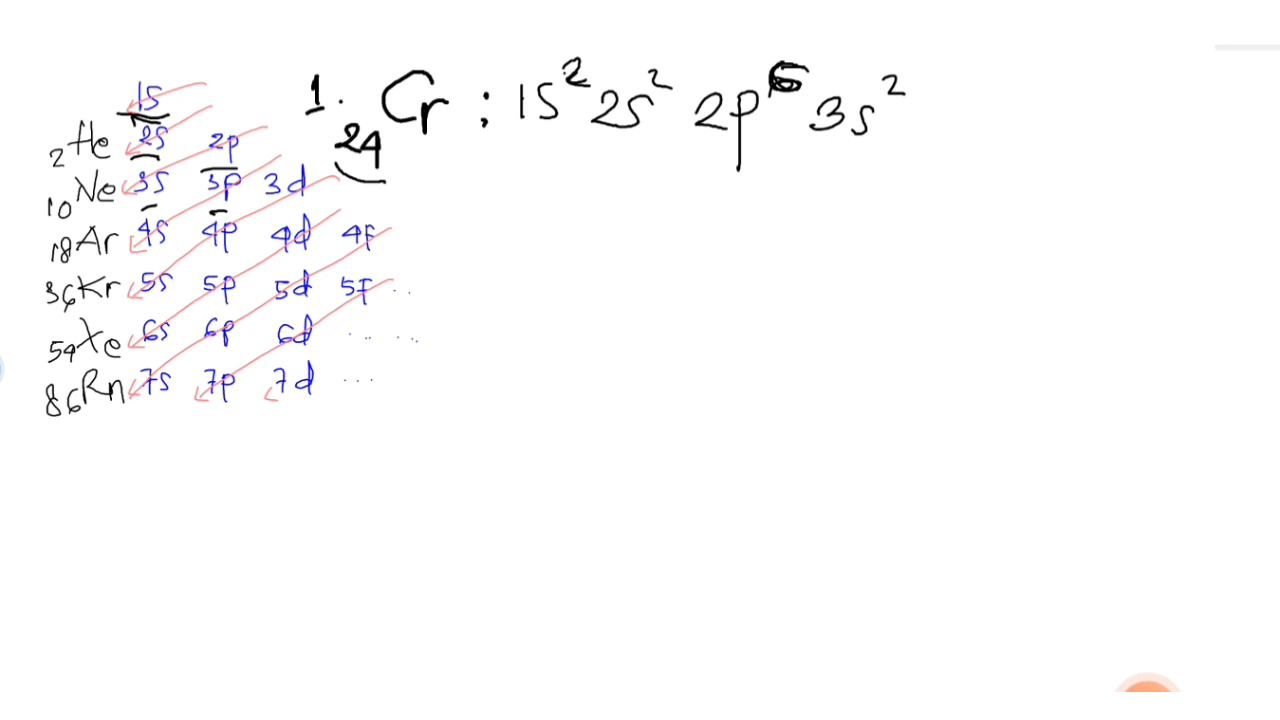 1. ₂₄Cr : 1s² 2s² 2p⁶ 3s²
1s
₂He 2s 2p
₁₀Ne 3s 3p 3d
₁₈Ar 4s 4p 4d 4f
₃₆Kr 5s 5p 5d 5f ..
₅₄Xe 6s 6p 6d .. ..
₈₆Rn 7s 7p 7d ...